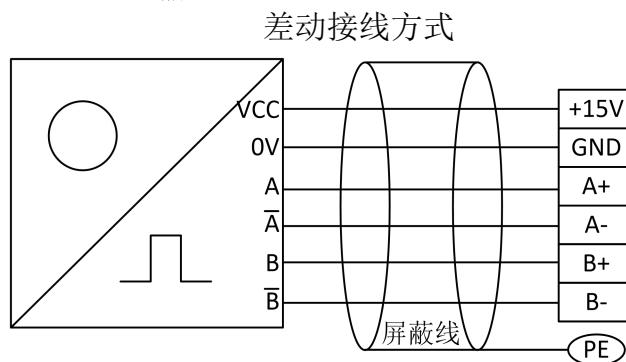 差动接线方式
VCC +15V
0V GND
A A+
A̅ A-
B B+
B̅ B-
屏蔽线 PE